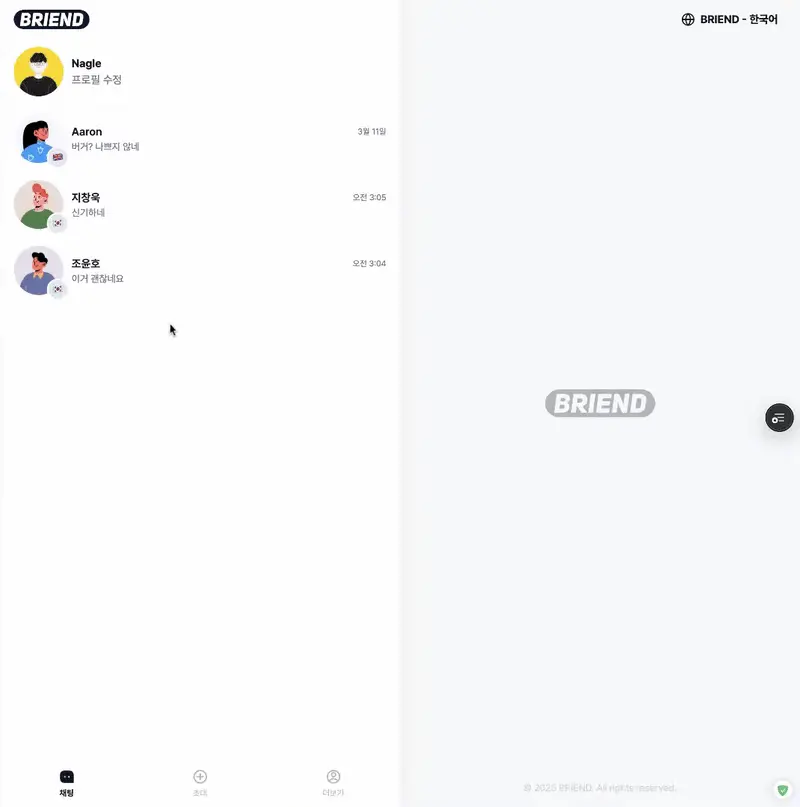 BRIEND
BRIEND - 한국어
Nagle
프로필 수정
Aaron
3월 11일
버거? 나쁘지 않네
지창욱
오전 3:05
신기하네
조윤호
오전 3:04
이거 괜찮네요
BRIEND
채팅
초대
더보기
© 2025 BRIEND. All rights reserved.